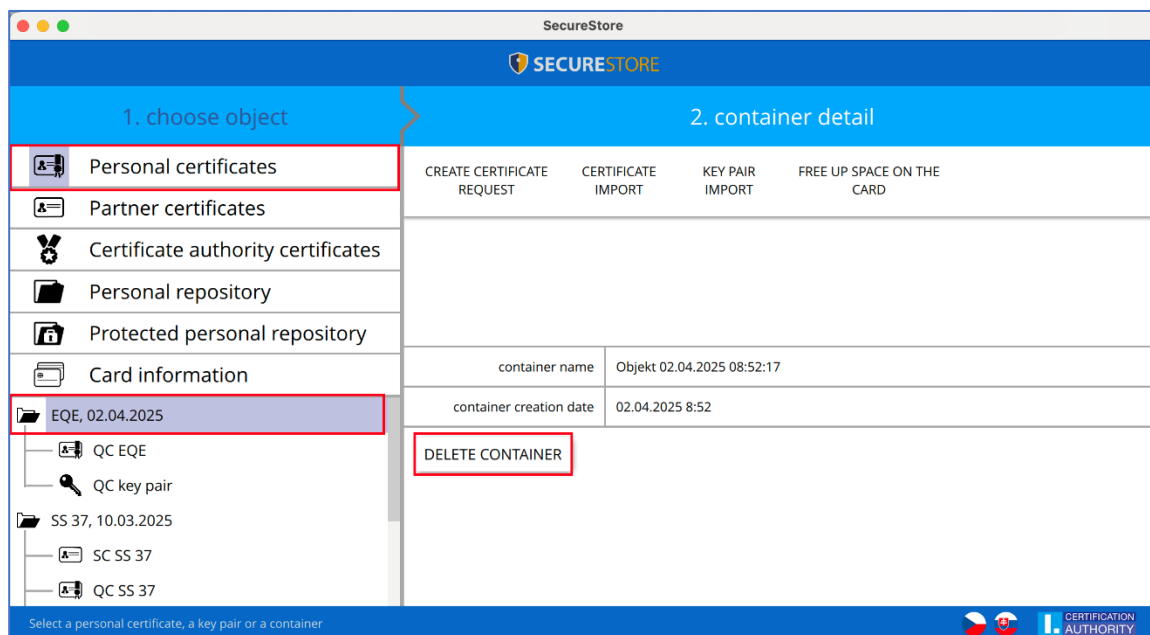 SecureStore
SECURESTORE
1. choose object
2. container detail
Personal certificates
Partner certificates
Certificate authority certificates
Personal repository
Protected personal repository
Card information
EQE, 02.04.2025
QC EQE
QC key pair
SS 37, 10.03.2025
SC SS 37
QC SS 37
CREATE CERTIFICATE
REQUEST
CERTIFICATE
IMPORT
KEY PAIR
IMPORT
FREE UP SPACE ON THE
CARD
container name Objekt 02.04.2025 08:52:17
container creation date 02.04.2025 8:52
DELETE CONTAINER
Select a personal certificate, a key pair or a container
CERTIFICATION
AUTHORITY